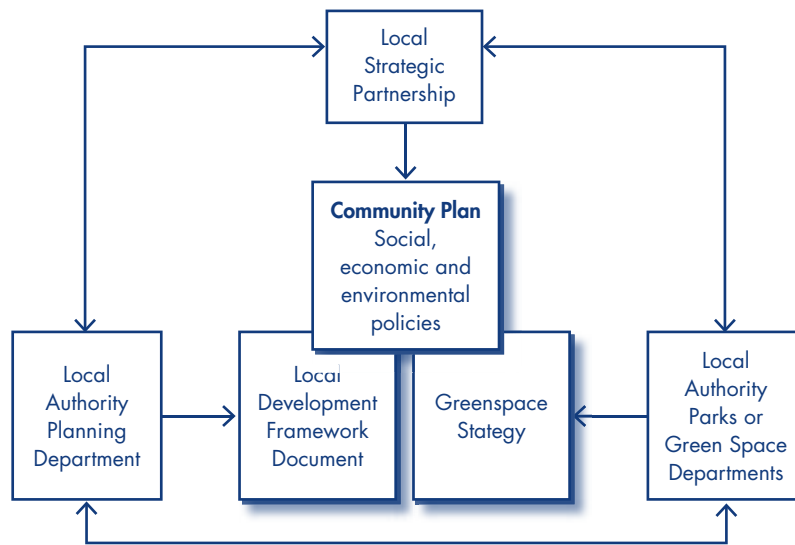 Local
Strategic
Partnership
Community Plan
Social,
economic and
environmental
policies
Local
Authority
Planning
Department
Local
Development
Framework
Document
Greenspace
Stategy
Local
Authority
Parks or
Green Space
Departments